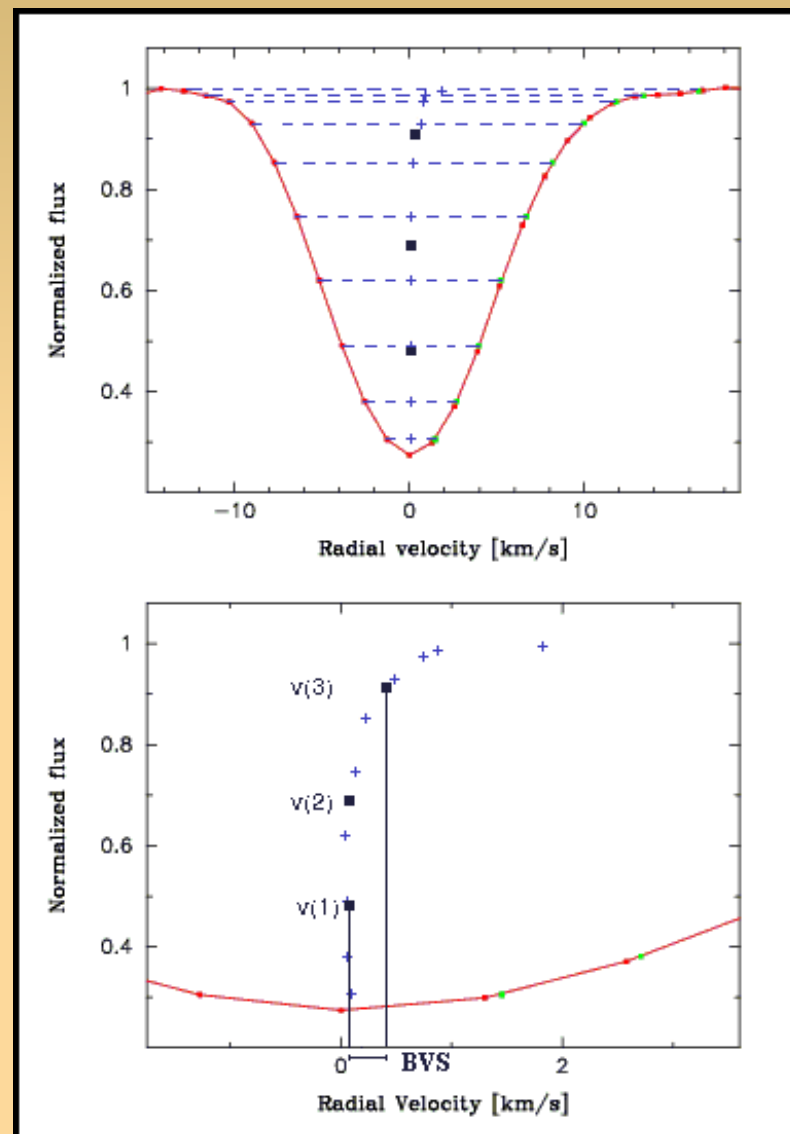 1
0.8
0.6
0.4
Normalized flux
−10 0 10
Radial velocity [km/s]
1
v(3)
0.8
v(2)
0.6
v(1)
0.4
Normalized flux
0 2
BVS
Radial Velocity [km/s]